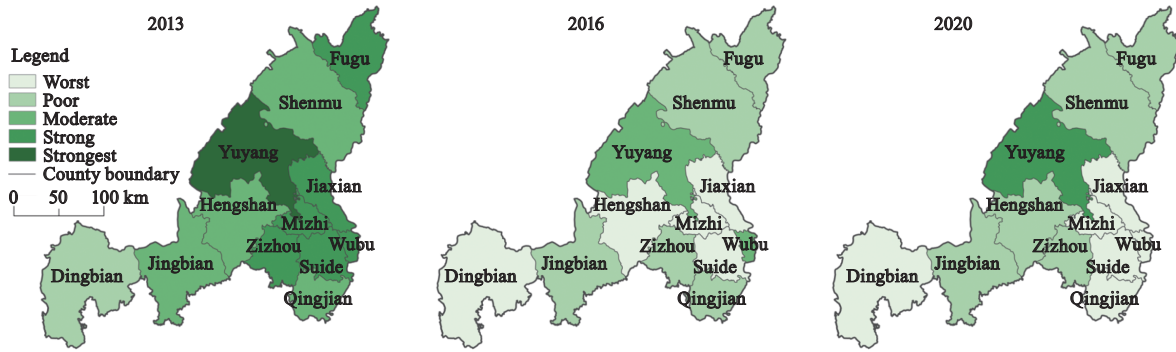 2013
Legend
Worst
Poor
Moderate
Strong
Strongest
County boundary
0 50 100 km
Fugu
Shenmu
Yuyang
Jiaxian
Hengshan
Mizhi
Zizhou
Wubu
Suide
Jingbian
Dingbian
Qingjian
2016
Fugu
Shenmu
Yuyang
Jiaxian
Hengshan
Mizhi
Zizhou
Wubu
Suide
Jingbian
Dingbian
Qingjian
2020
Fugu
Shenmu
Yuyang
Jiaxian
Hengshan
Mizhi
Zizhou
Wubu
Suide
Jingbian
Dingbian
Qingjian